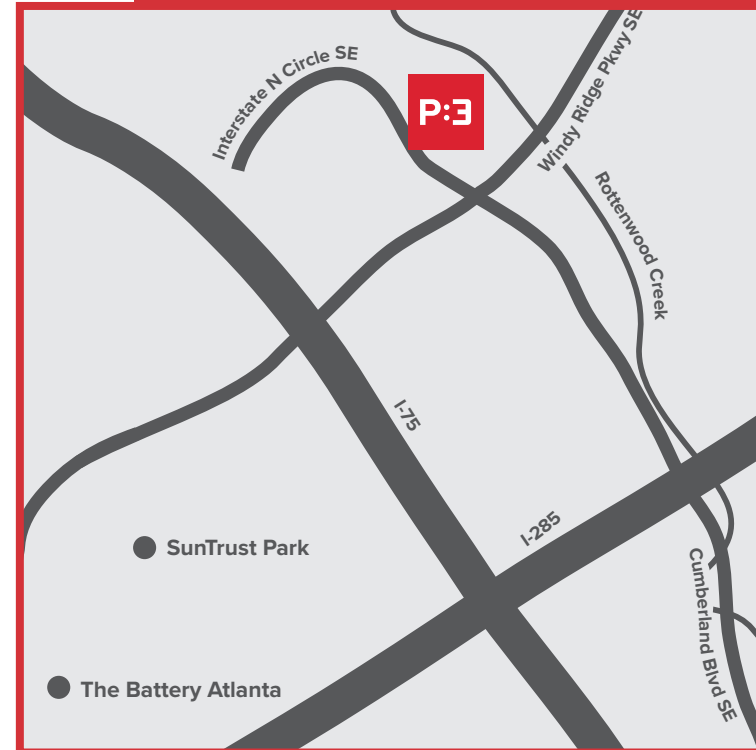 Interstate N Circle SE
P:3
Windy Ridge Pkwy SE
Rottenwood Creek
I-75
I-285
SunTrust Park
Cumberland Blvd SE
The Battery Atlanta